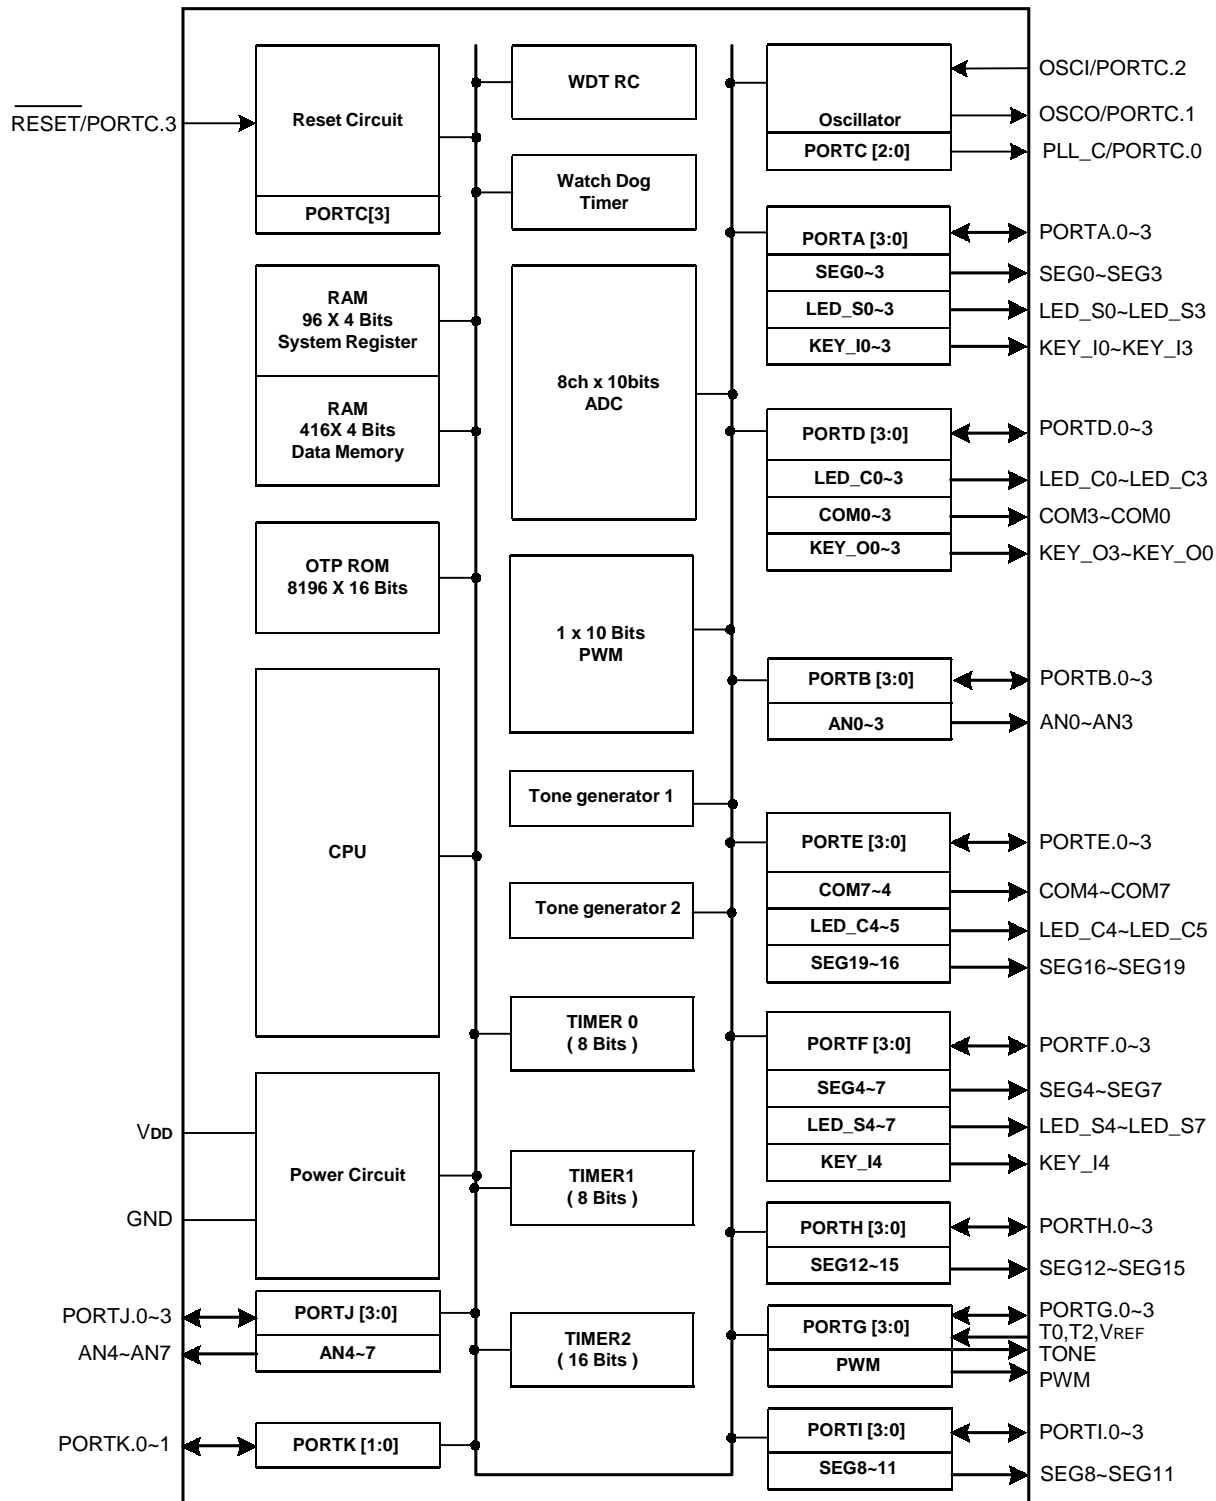 RESET/PORTC.3
Reset Circuit
PORTC[3]
RAM
96 X 4 Bits
System Register
RAM
416X 4 Bits
Data Memory
OTP ROM
8196 X 16 Bits
CPU
VDD
Power Circuit
GND
PORTJ.0~3
PORTJ [3:0]
AN4~AN7
AN4~7
PORTK.0~1
PORTK [1:0]
WDT RC
Watch Dog
Timer
8ch x 10bits
ADC
1 x 10 Bits
PWM
Tone generator 1
Tone generator 2
TIMER 0
( 8 Bits )
TIMER1
( 8 Bits )
TIMER2
( 16 Bits )
Oscillator
PORTC [2:0]
OSCI/PORTC.2
OSCO/PORTC.1
PLL_C/PORTC.0
PORTA [3:0]
PORTA.0~3
SEG0~3
SEG0~SEG3
LED_S0~3
LED_S0~LED_S3
KEY_I0~3
KEY_I0~KEY_I3
PORTD [3:0]
PORTD.0~3
LED_C0~3
LED_C0~LED_C3
COM0~3
COM3~COM0
KEY_O0~3
KEY_O3~KEY_O0
PORTB [3:0]
PORTB.0~3
AN0~3
AN0~AN3
PORTE [3:0]
PORTE.0~3
COM7~4
COM4~COM7
LED_C4~5
LED_C4~LED_C5
SEG19~16
SEG16~SEG19
PORTF [3:0]
PORTF.0~3
SEG4~7
SEG4~SEG7
LED_S4~7
LED_S4~LED_S7
KEY_I4
KEY_I4
PORTH [3:0]
PORTH.0~3
SEG12~15
SEG12~SEG15
PORTG [3:0]
PORTG.0~3
T0,T2,VREF
TONE
PWM
PWM
PORTI [3:0]
PORTI.0~3
SEG8~11
SEG8~SEG11